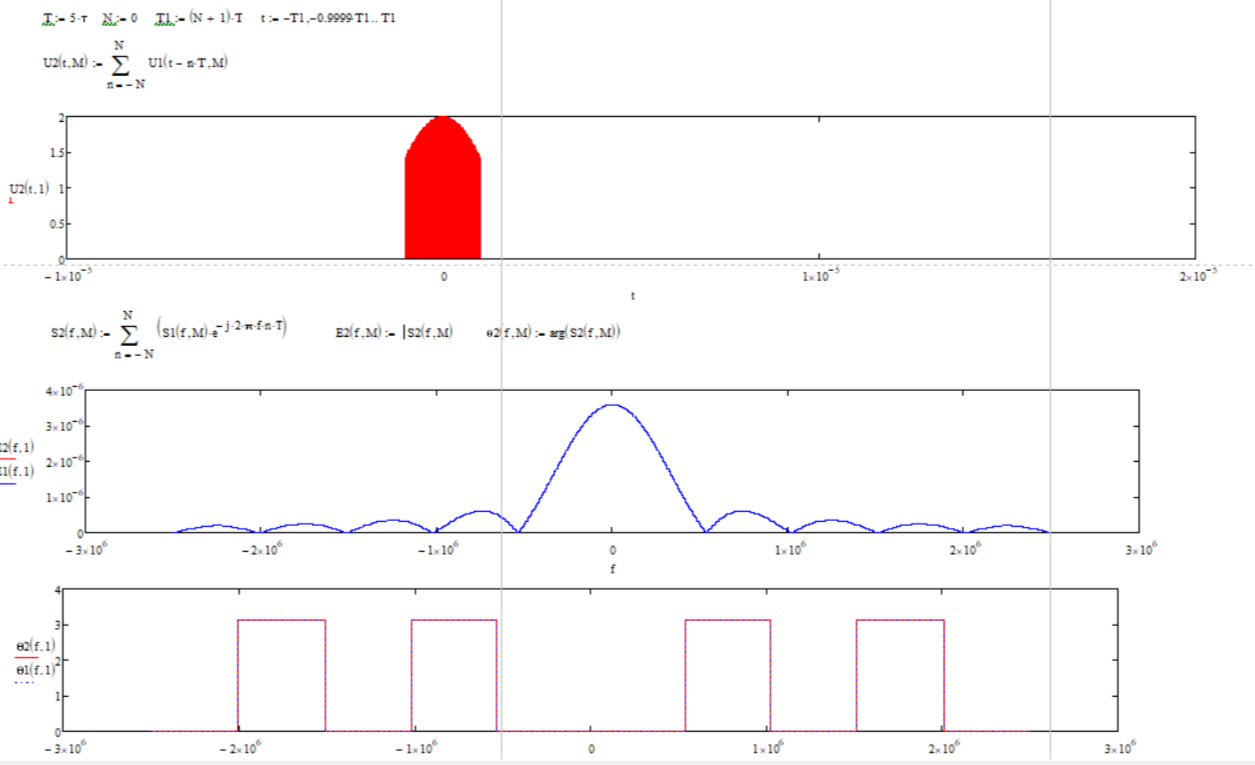 T:= 5·τ N:= 0 T1:= (N + 1)·T t := -T1,-0.9999·T1.. T1
N
U2(t,M) := ∑ U1(t - n·T,M)
n = - N
2
1.5
U2(t,1) 1
0.5
0
-1×10⁻⁵ 0 1×10⁻⁵ 2×10⁻⁵
t
N
S2(f,M) := ∑ (S1(f,M)·e^(-j·2·π·f·n·T)) E2(f,M) := |S2(f,M) θ2(f,M) := arg(S2(f,M))
n = - N
4×10⁻⁶
3×10⁻⁶
2(f,1)
2×10⁻⁶
1(f,1)
1×10⁻⁶
0
-3×10⁶ -2×10⁶ -1×10⁶ 0 1×10⁶ 2×10⁶ 3×10⁶
f
4
3
θ2(f,1)
2
θ1(f,1)
1
0
-3×10⁶ -2×10⁶ -1×10⁶ 0 1×10⁶ 2×10⁶ 3×10⁶